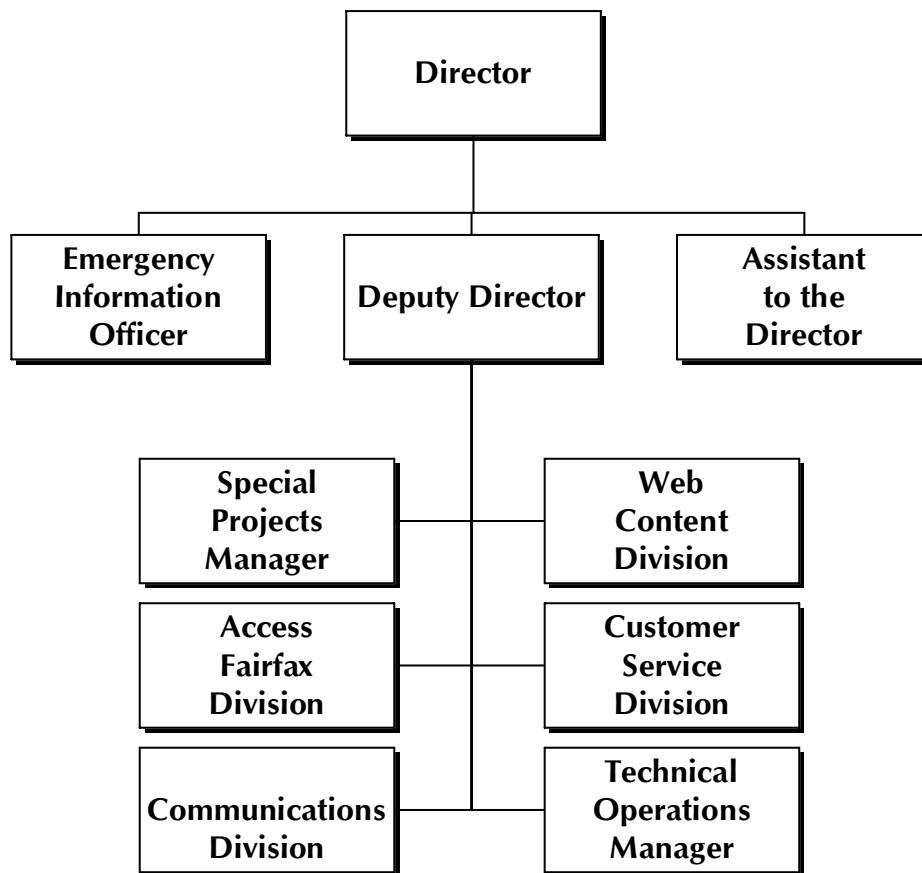 Director
Emergency
Information
Officer
Deputy Director
Assistant
to the
Director
Special
Projects
Manager
Web
Content
Division
Access
Fairfax
Division
Customer
Service
Division
Communications
Division
Technical
Operations
Manager